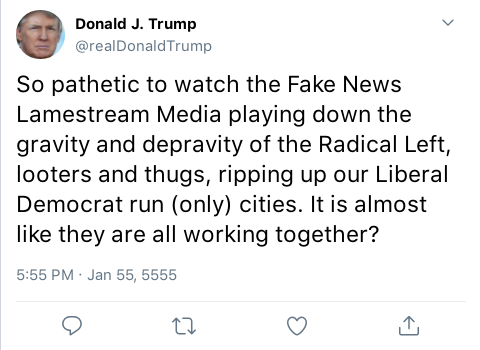 Donald J. Trump
@realDonaldTrump
So pathetic to watch the Fake News
Lamestream Media playing down the
gravity and depravity of the Radical Left,
looters and thugs, ripping up our Liberal
Democrat run (only) cities. It is almost
like they are all working together?
5:55 PM · Jan 55, 5555